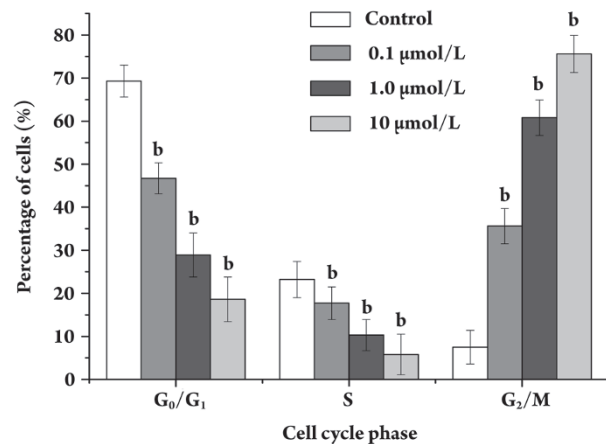 Control
0.1 μmol/L
1.0 μmol/L
10 μmol/L
Percentage of cells (%)
80
70
60
50
40
30
20
10
0
b
b
b
b
b
b
b
b
b
G₀/G₁
S
G₂/M
Cell cycle phase